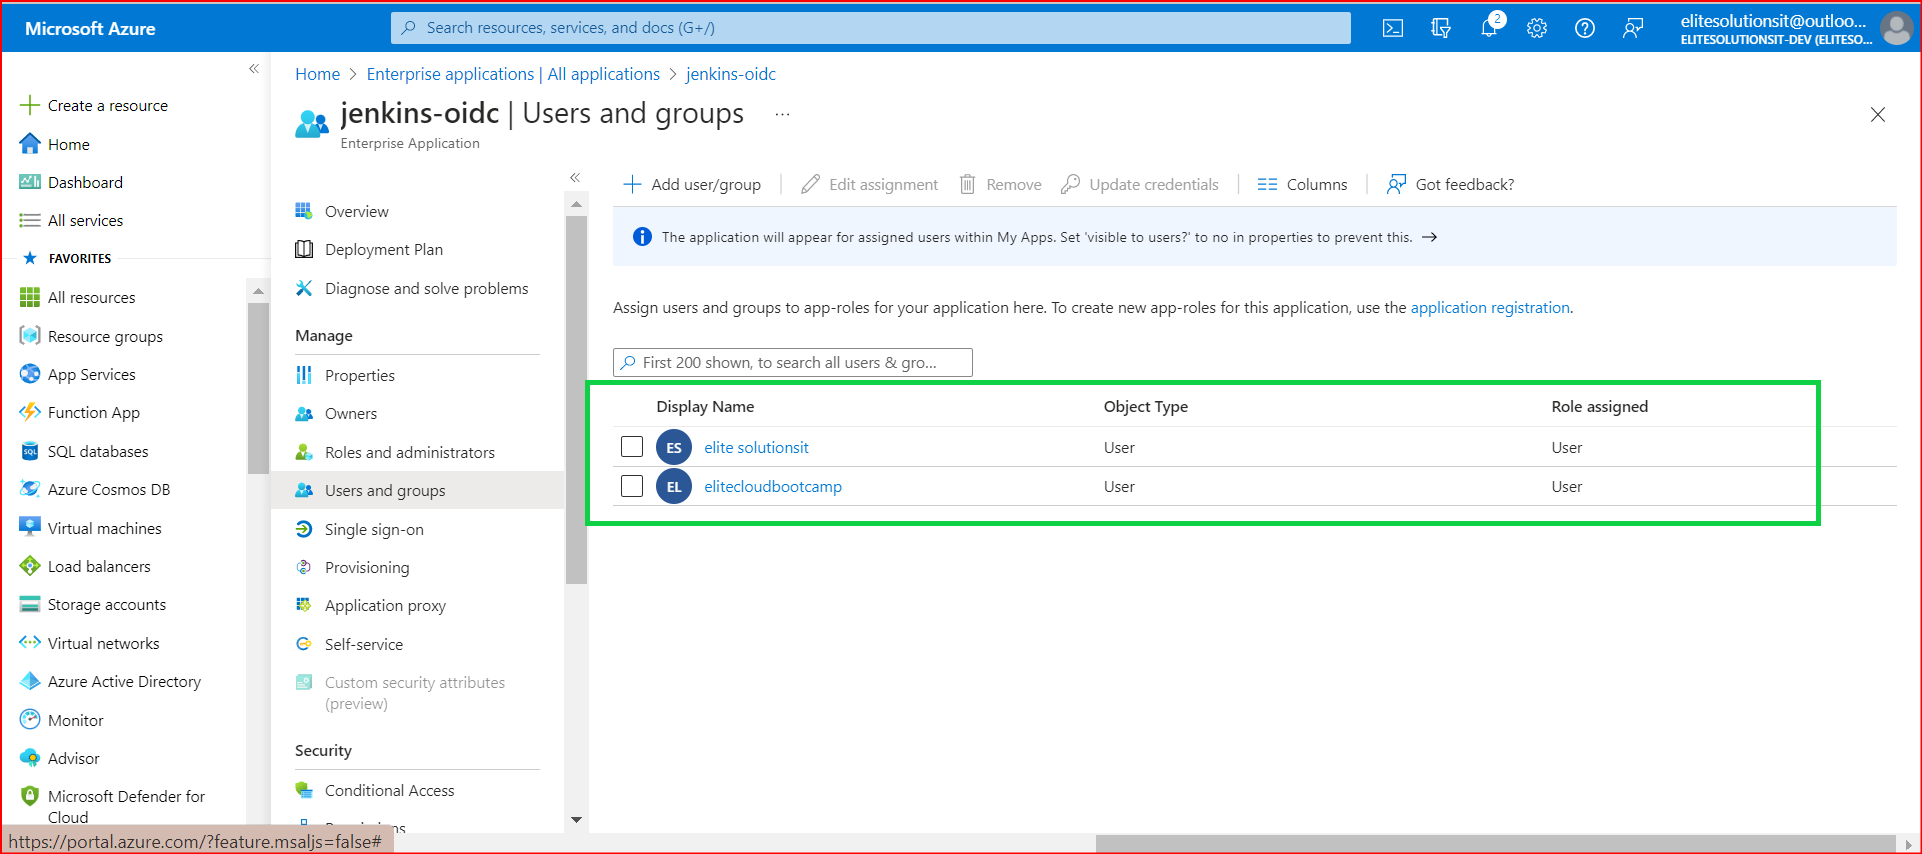 Microsoft Azure
Search resources, services, and docs (G+/)
2
elitesolutionsit@outloo...
ELITESOLUTIONSIT-DEV (ELITESO...
Create a resource
Home
Dashboard
All services
FAVORITES
All resources
Resource groups
App Services
Function App
SQL databases
Azure Cosmos DB
Virtual machines
Load balancers
Storage accounts
Virtual networks
Azure Active Directory
Monitor
Advisor
Microsoft Defender for
Cloud
https://portal.azure.com/?feature.msaljs=false#
Home > Enterprise applications | All applications > jenkins-oidc
jenkins-oidc | Users and groups ...
Enterprise Application
Overview
Deployment Plan
Diagnose and solve problems
Manage
Properties
Owners
Roles and administrators
Users and groups
Single sign-on
Provisioning
Application proxy
Self-service
Custom security attributes
(preview)
Security
Conditional Access
Add user/group Edit assignment Remove Update credentials Columns Got feedback?
The application will appear for assigned users within My Apps. Set 'visible to users?' to no in properties to prevent this. →
Assign users and groups to app-roles for your application here. To create new app-roles for this application, use the application registration.
First 200 shown, to search all users & gro...
Display Name Object Type Role assigned
ES elite solutionsit User User
EL elitecloudbootcamp User User